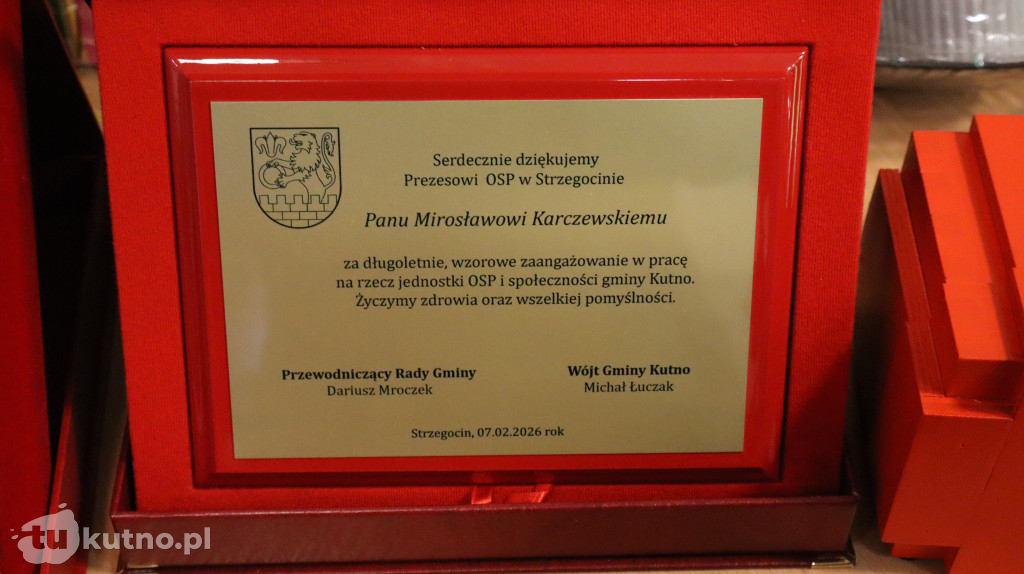 Serdecznie dziękujemy
Prezesowi OSP w Strzegocinie
Panu Mirosławowi Karczewskiemu
za długoletnie, wzorowe zaangażowanie w pracę
na rzecz jednostki OSP i społeczności gminy Kutno.
Życzymy zdrowia oraz wszelkiej pomyślności.
Przewodniczący Rady Gminy
Dariusz Mroczek
Wójt Gminy Kutno
Michał Łuczak
Strzegocin, 07.02.2026 rok
tukutno.pl